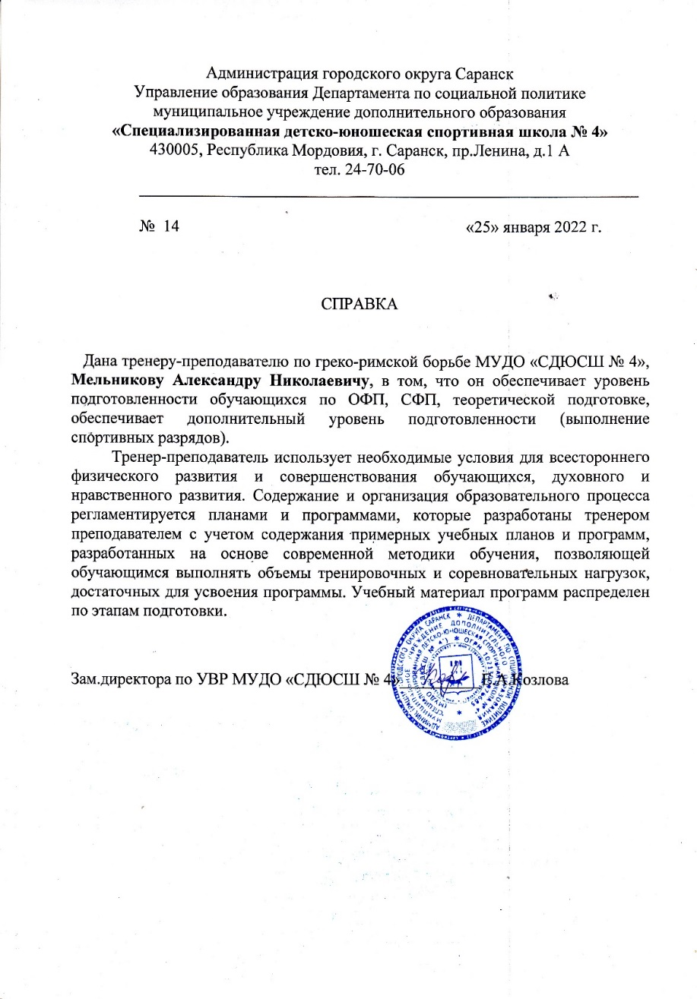 Администрация городского округа Саранск
Управление образования Департамента по социальной политике
муниципальное учреждение дополнительного образования
«Специализированная детско-юношеская спортивная школа № 4»
430005, Республика Мордовия, г. Саранск, пр.Ленина, д.1 А
тел. 24-70-06
№ 14 «25» января 2022 г.
СПРАВКА
Дана тренеру-преподавателю по греко-римской борьбе МУДО «СДЮСШ № 4»,
Мельникову Александру Николаевичу, в том, что он обеспечивает уровень
подготовленности обучающихся по ОФП, СФП, теоретической подготовке,
обеспечивает дополнительный уровень подготовленности (выполнение
спортивных разрядов).
Тренер-преподаватель использует необходимые условия для всестороннего
физического развития и совершенствования обучающихся, духовного и
нравственного развития. Содержание и организация образовательного процесса
регламентируется планами и программами, которые разработаны тренером
преподавателем с учетом содержания примерных учебных планов и программ,
разработанных на основе современной методики обучения, позволяющей
обучающимся выполнять объемы тренировочных и соревновательных нагрузок,
достаточных для усвоения программы. Учебный материал программ распределен
по этапам подготовки.
Зам.директора по УВР МУДО «СДЮСШ № 4» Козлова